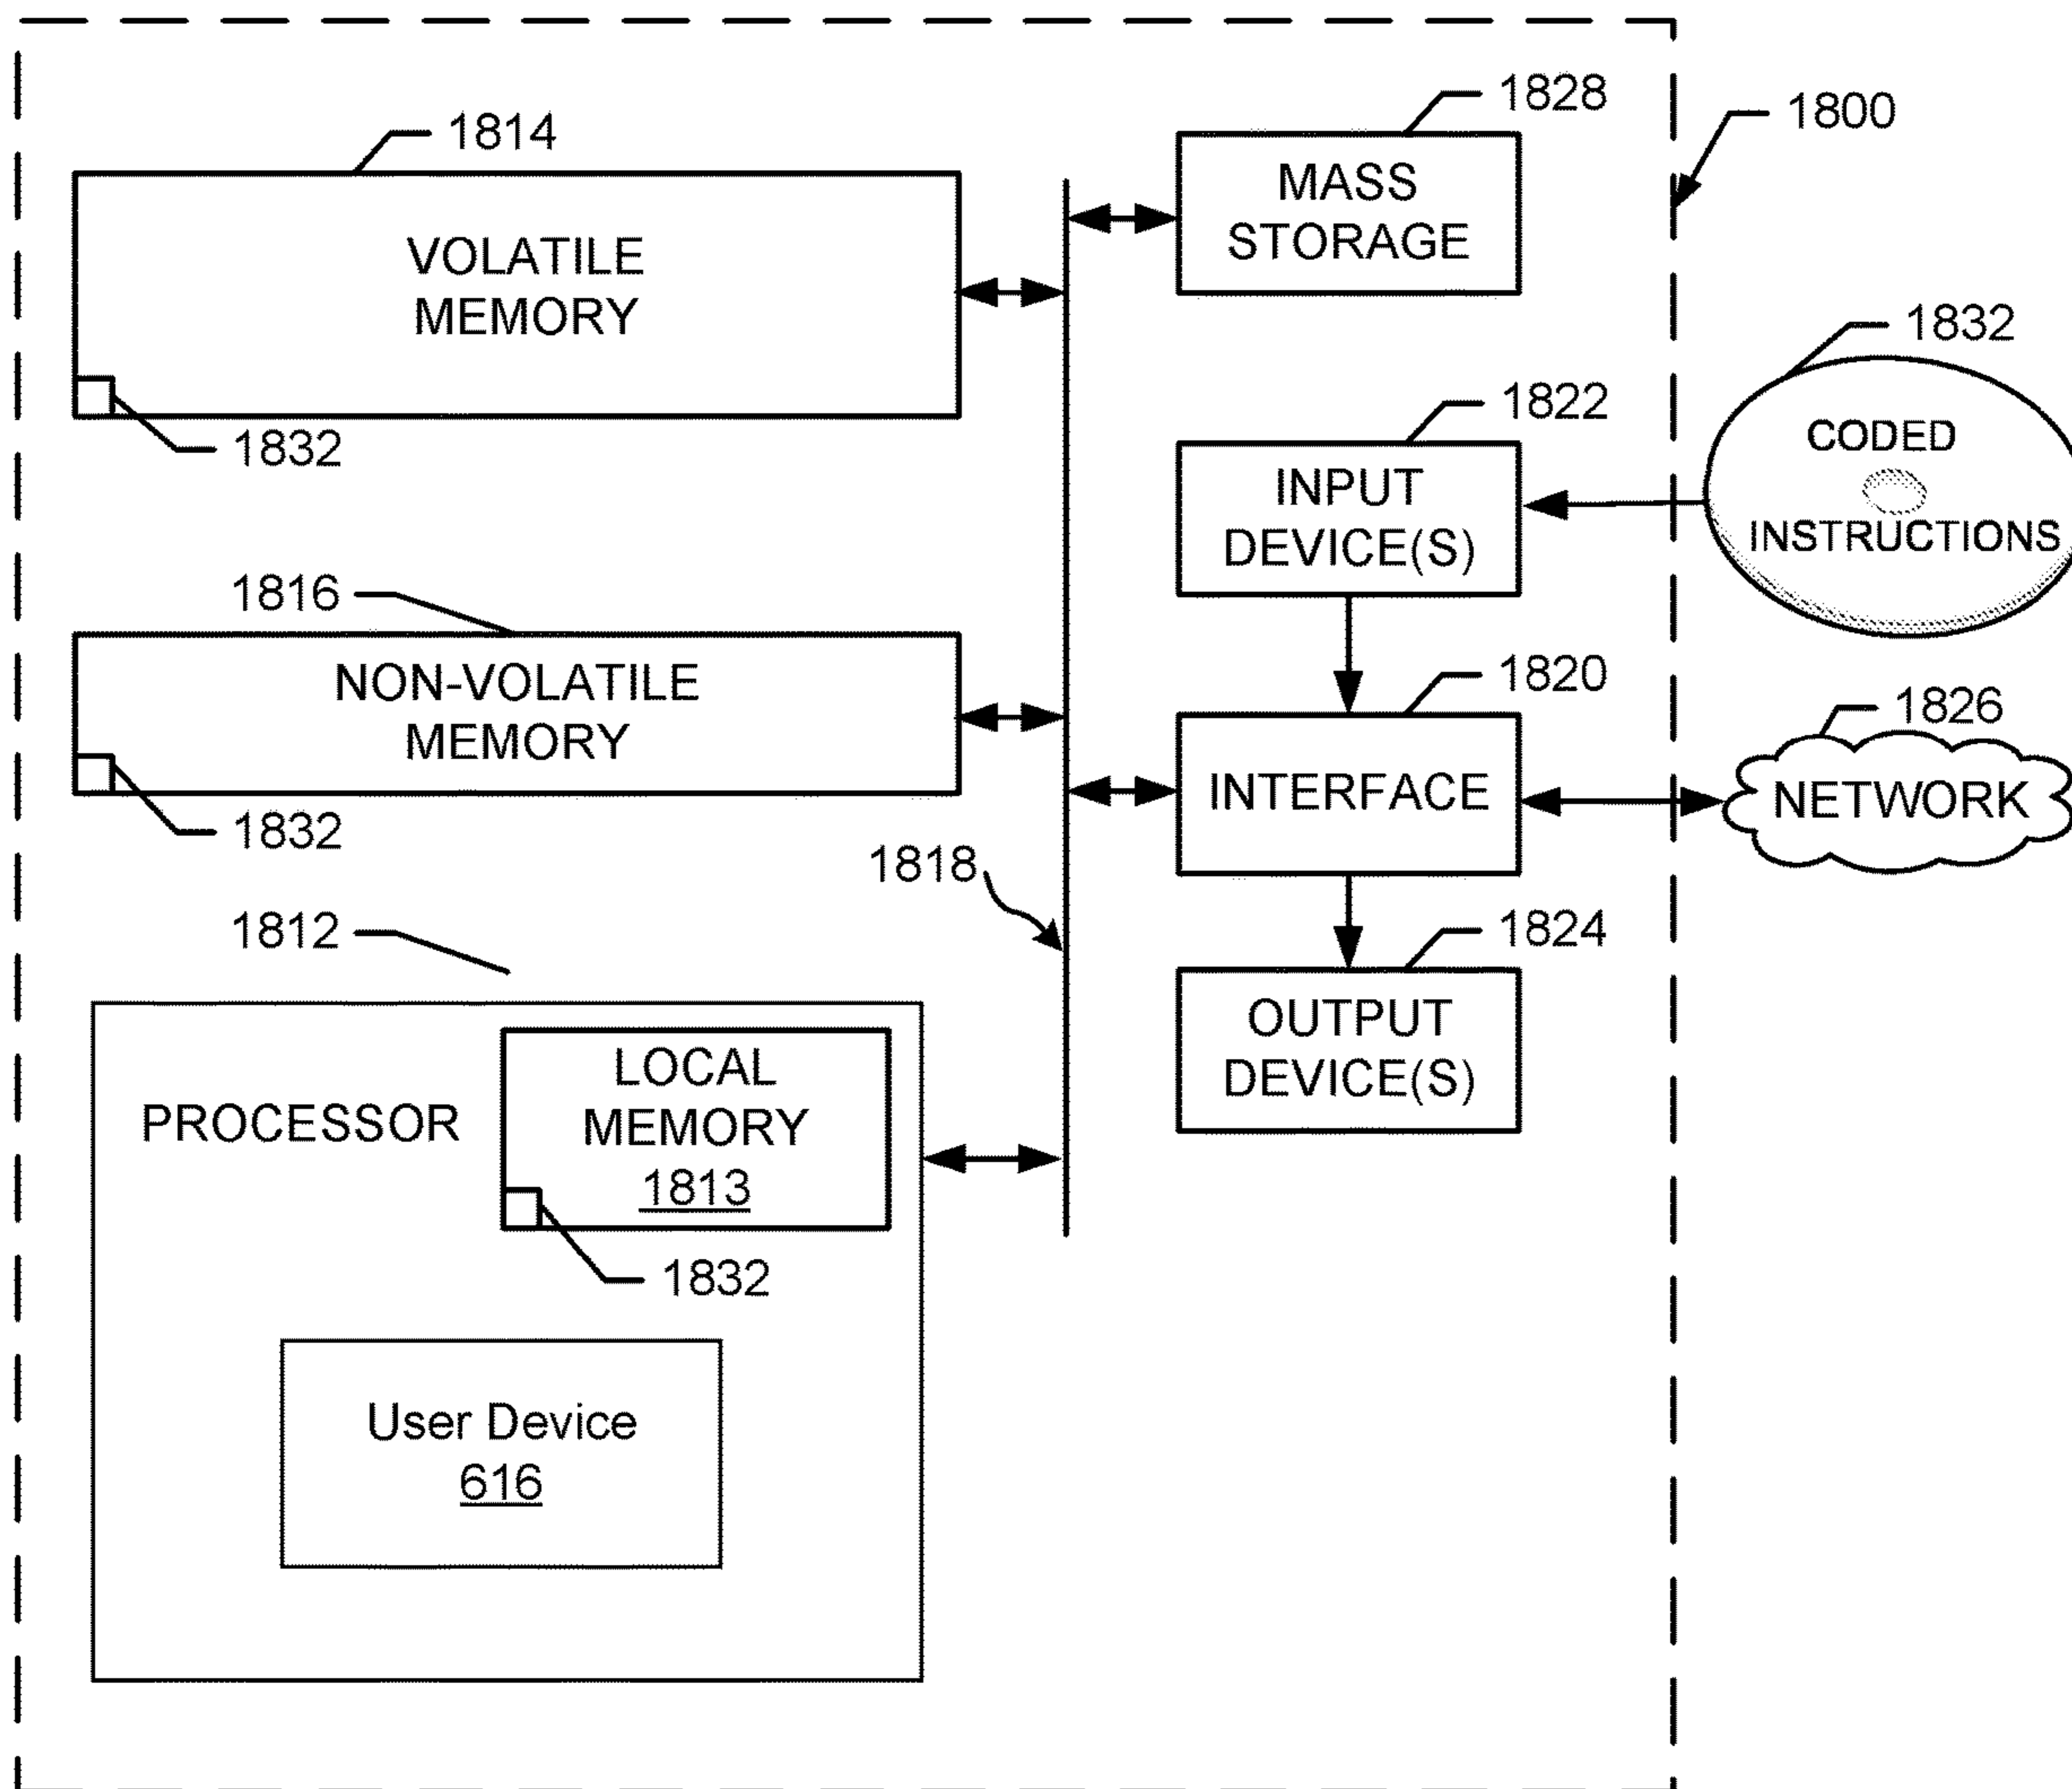 1814
VOLATILE
MEMORY
1832
1816
NON-VOLATILE
MEMORY
1832
1818
1812
PROCESSOR
LOCAL
MEMORY
1813
1832
User Device
616
1828
MASS
STORAGE
1800
1822
INPUT
DEVICE(S)
1832
CODED
INSTRUCTIONS
1820
INTERFACE
1826
NETWORK
1824
OUTPUT
DEVICE(S)